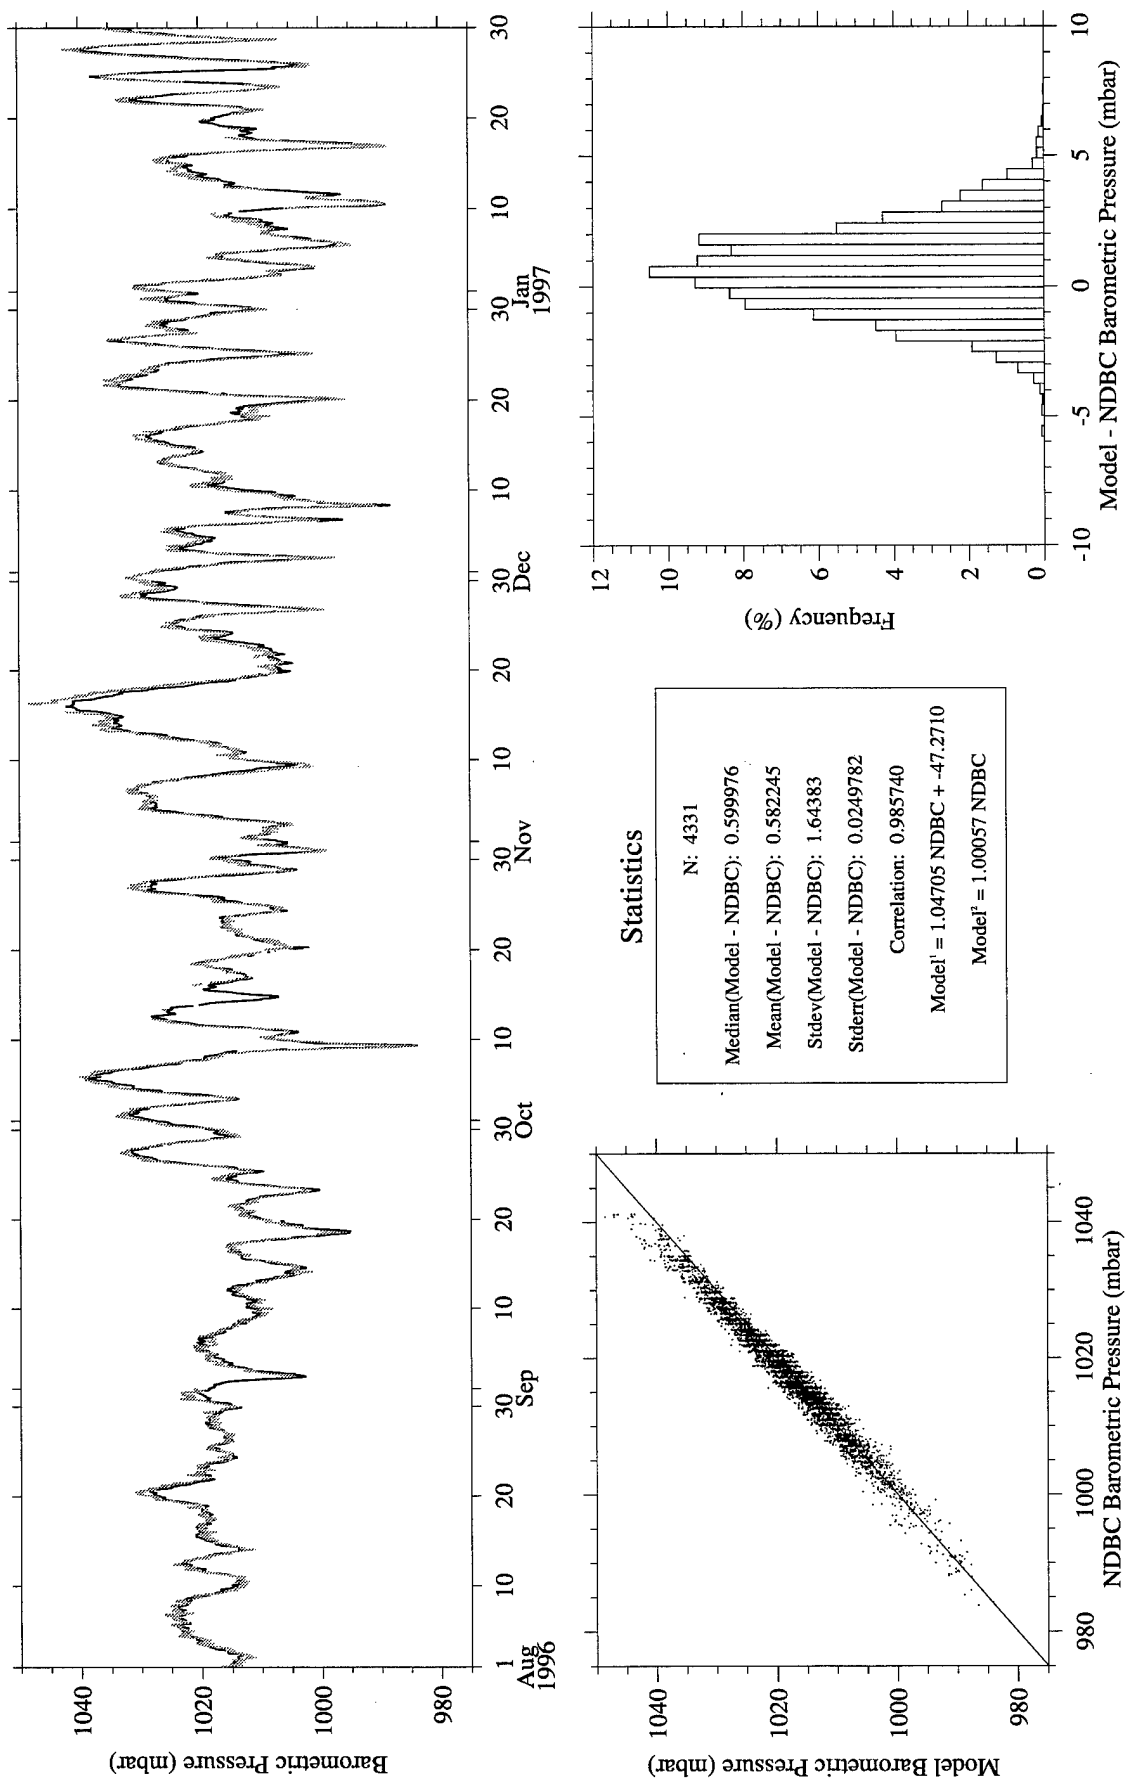 Barometric Pressure (mbar)
1040
1020
1000
980
1 10 20 30 10 20 30 10 20 30 10 20 30 10 20 30 10 20 30
Aug Sep Oct Nov Dec Jan
1996 1997
Model Barometric Pressure (mbar)
1040
1020
1000
980
980 1000 1020 1040
NDBC Barometric Pressure (mbar)
Statistics
N: 4331
Median(Model - NDBC): 0.599976
Mean(Model - NDBC): 0.582245
Stdev(Model - NDBC): 1.64383
Stderr(Model - NDBC): 0.0249782
Correlation: 0.985740
Model¹ = 1.04705 NDBC + -47.2710
Model² = 1.00057 NDBC
Frequency (%)
12
10
8
6
4
2
0
-10 -5 0 5 10
Model - NDBC Barometric Pressure (mbar)